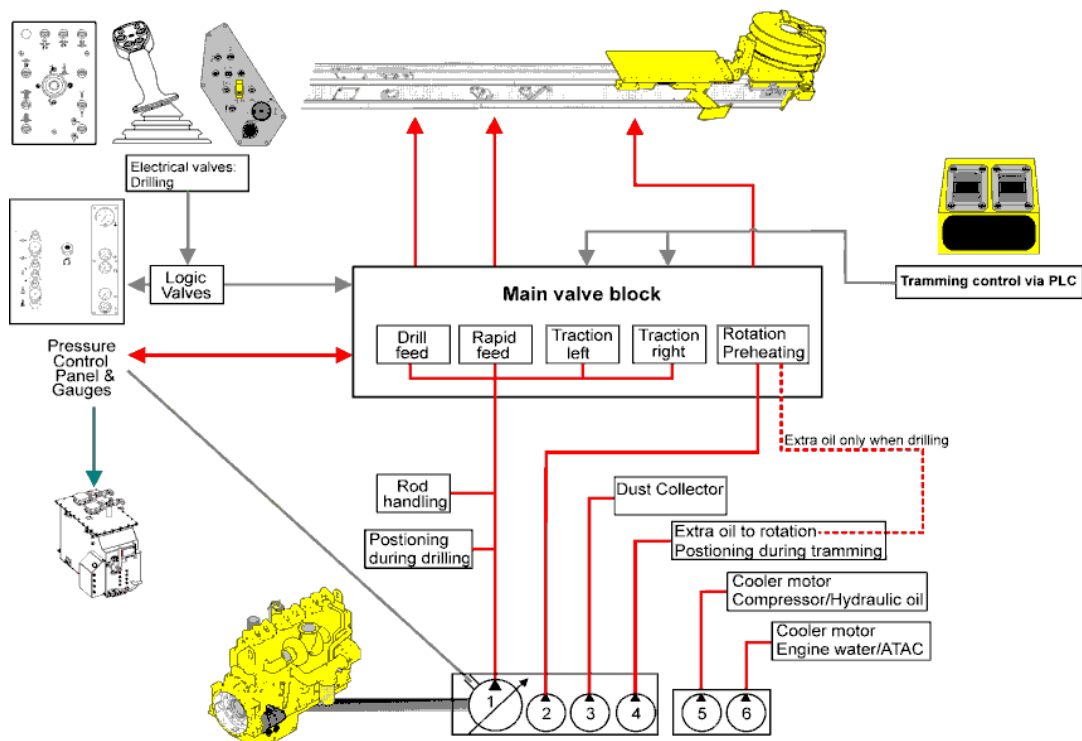 Electrical valves:
Drilling
Logic
Valves
Tramming control via PLC
Main valve block
Drill
feed
Rapid
feed
Traction
left
Traction
right
Rotation
Preheating
Pressure
Control
Panel &
Gauges
Extra oil only when drilling
Rod
handling
Dust Collector
Postioning
during drilling
Extra oil to rotation
Postioning during tramming
Cooler motor
Compressor/Hydraulic oil
Cooler motor
Engine water/ATAC
1
2
3
4
5
6